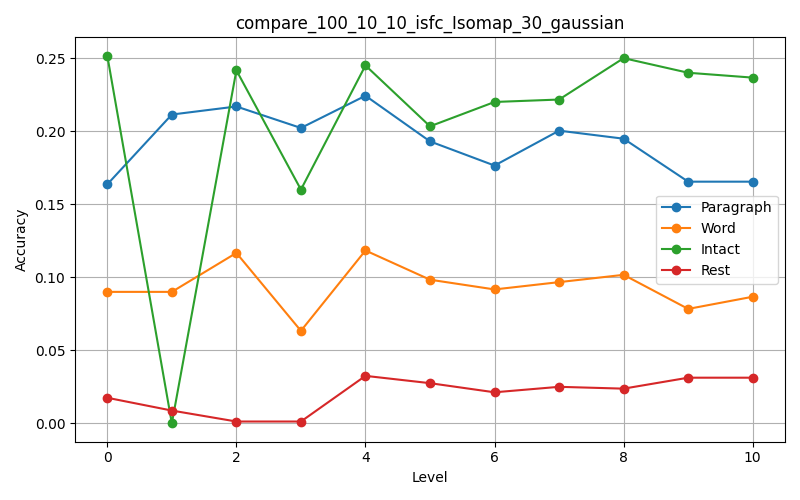 compare_100_10_10_isfc_Isomap_30_gaussian
Accuracy
0.25
0.20
0.15
0.10
0.05
0.00
Paragraph
Word
Intact
Rest
0 2 4 6 8 10
Level